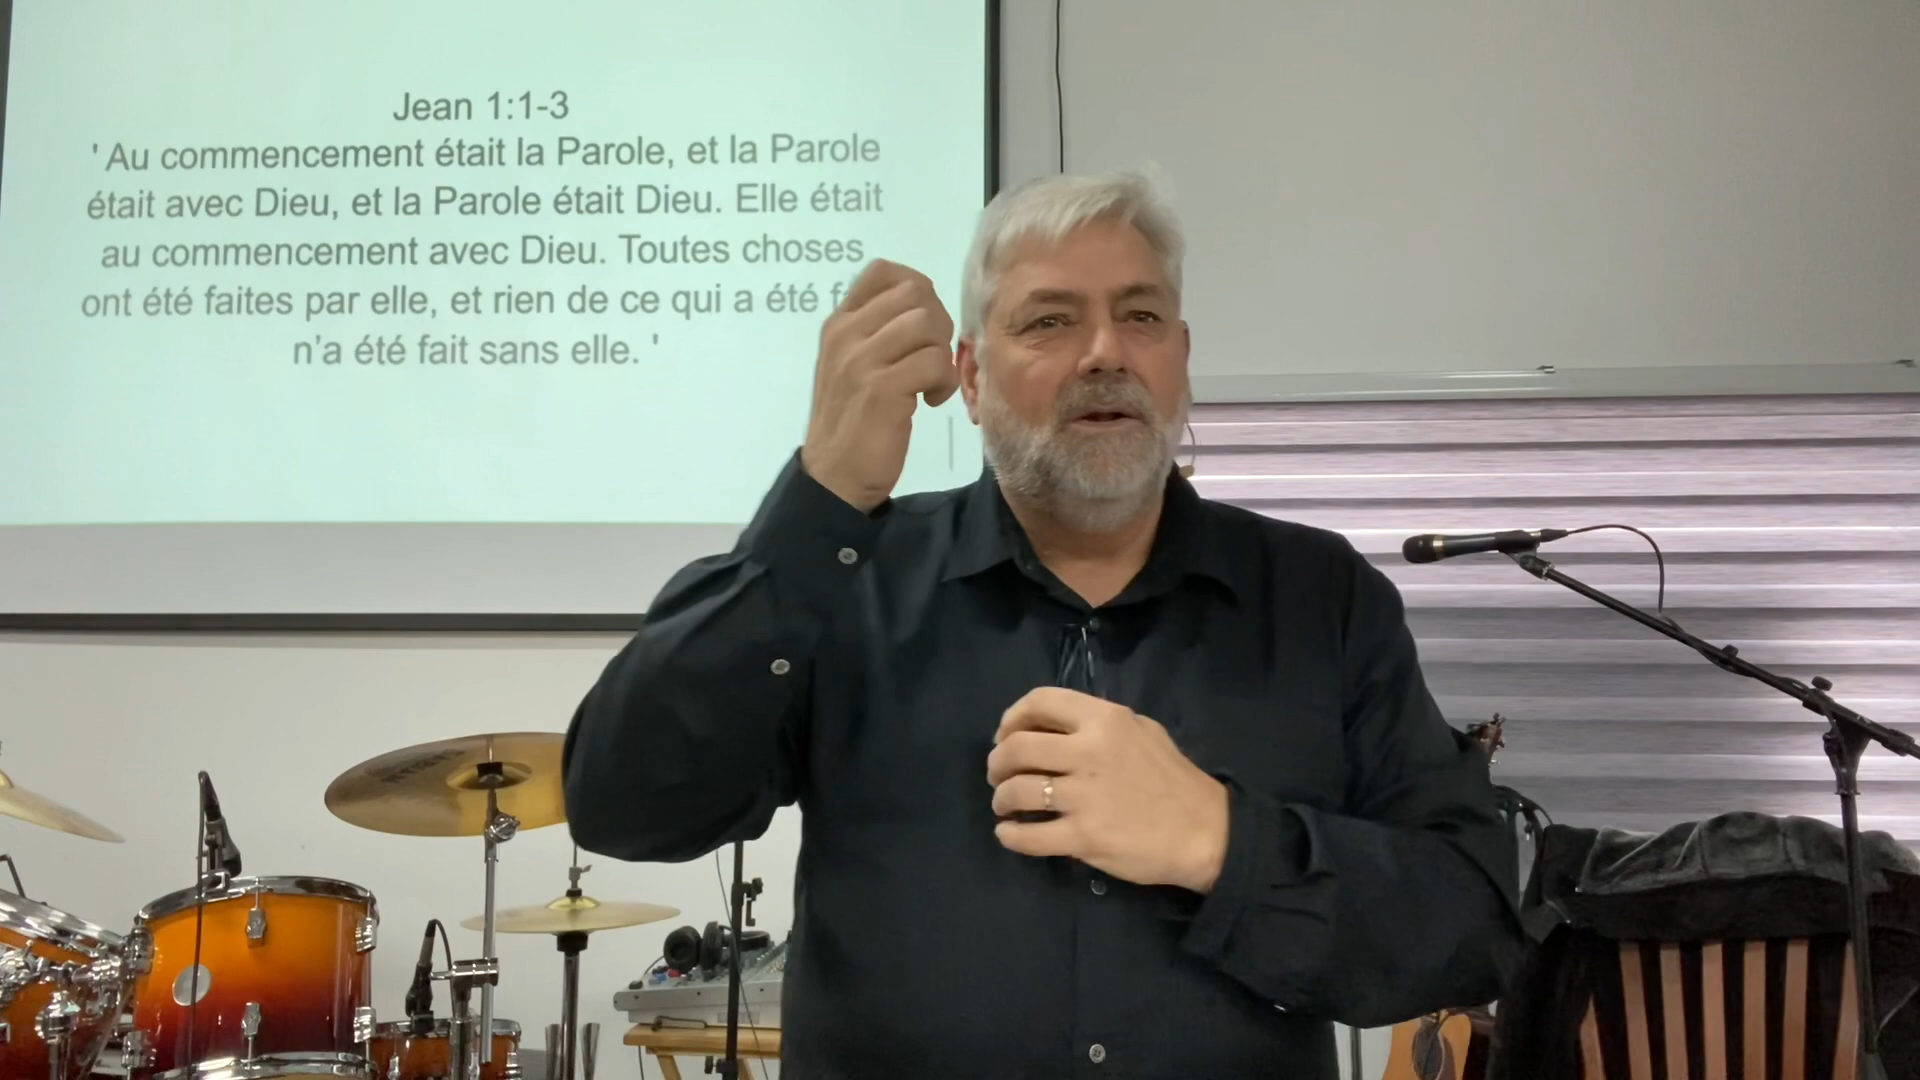 Jean 1:1-3
' Au commencement était la Parole, et la Parole
était avec Dieu, et la Parole était Dieu. Elle était
au commencement avec Dieu. Toutes choses
ont été faites par elle, et rien de ce qui a été
n'a été fait sans elle. '